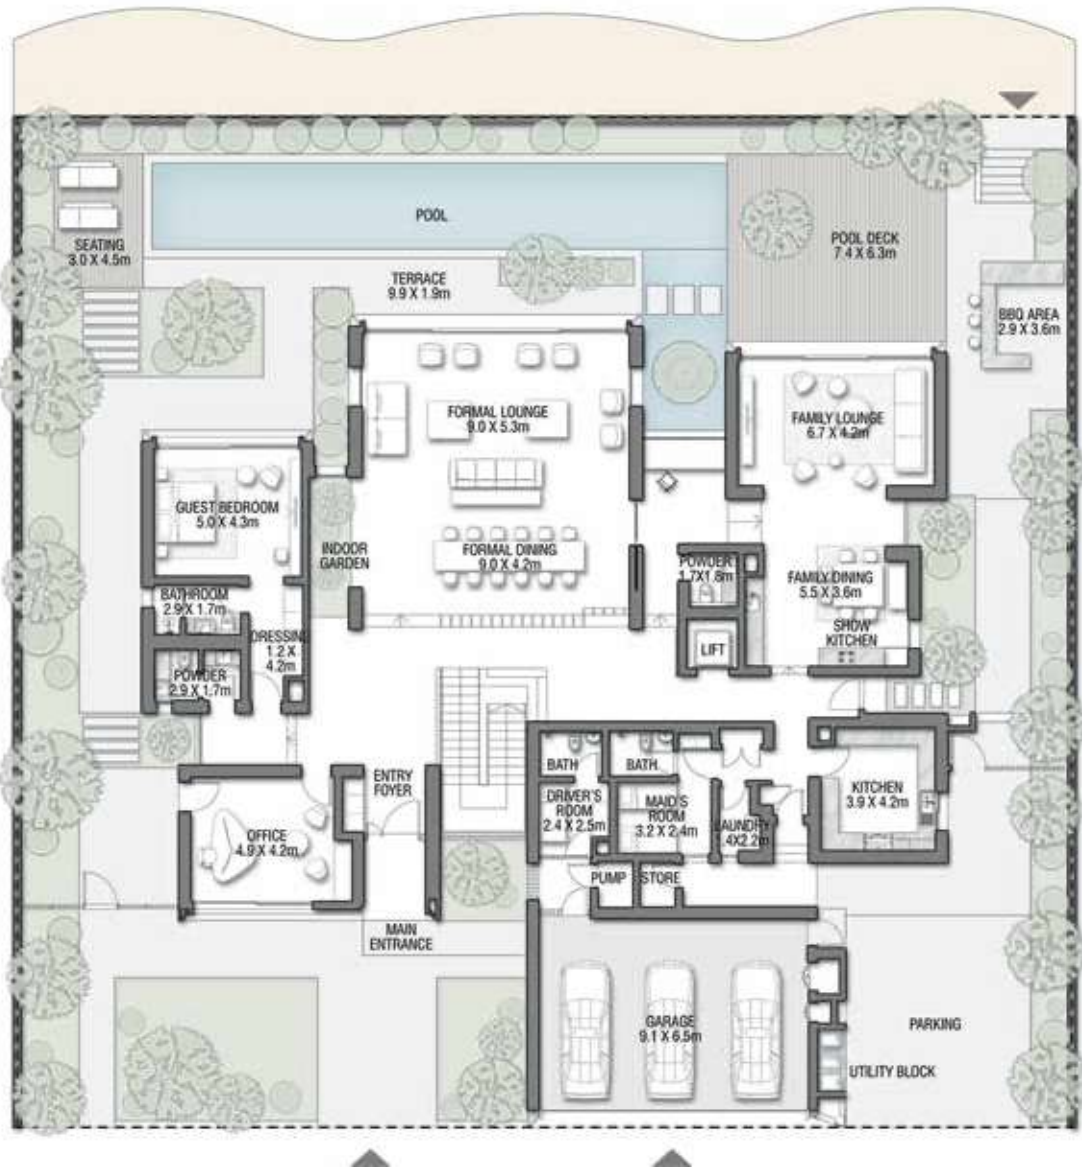 POOL
SEATING
3.0 X 4.5m
POOL DECK
7.4 X 6.3m
TERRACE
9.9 X 1.9m
BBQ AREA
2.9 X 3.6m
FORMAL LOUNGE
9.0 X 5.3m
FAMILY LOUNGE
6.7 X 4.2m
GUEST BEDROOM
5.0 X 4.3m
INDOOR
GARDEN
FORMAL DINING
9.0 X 4.2m
POWDER
1.7X1.8m
FAMILY DINING
5.5 X 3.6m
BATHROOM
2.9 X 1.7m
SHOW
KITCHEN
DRESSIN
1.2 X
4.2m
LIFT
POWDER
2.9 X 1.7m
ENTRY
FOYER
BATH
BATH
DRIVER'S
ROOM
2.4 X 2.5m
MAID'S
ROOM
3.2 X 2.4m
LAUNDRY
.4X2.2m
KITCHEN
3.9 X 4.2m
OFFICE
4.9 X 4.2m
PUMP
STORE
MAIN
ENTRANCE
GARAGE
9.1 X 6.5m
PARKING
UTILITY BLOCK